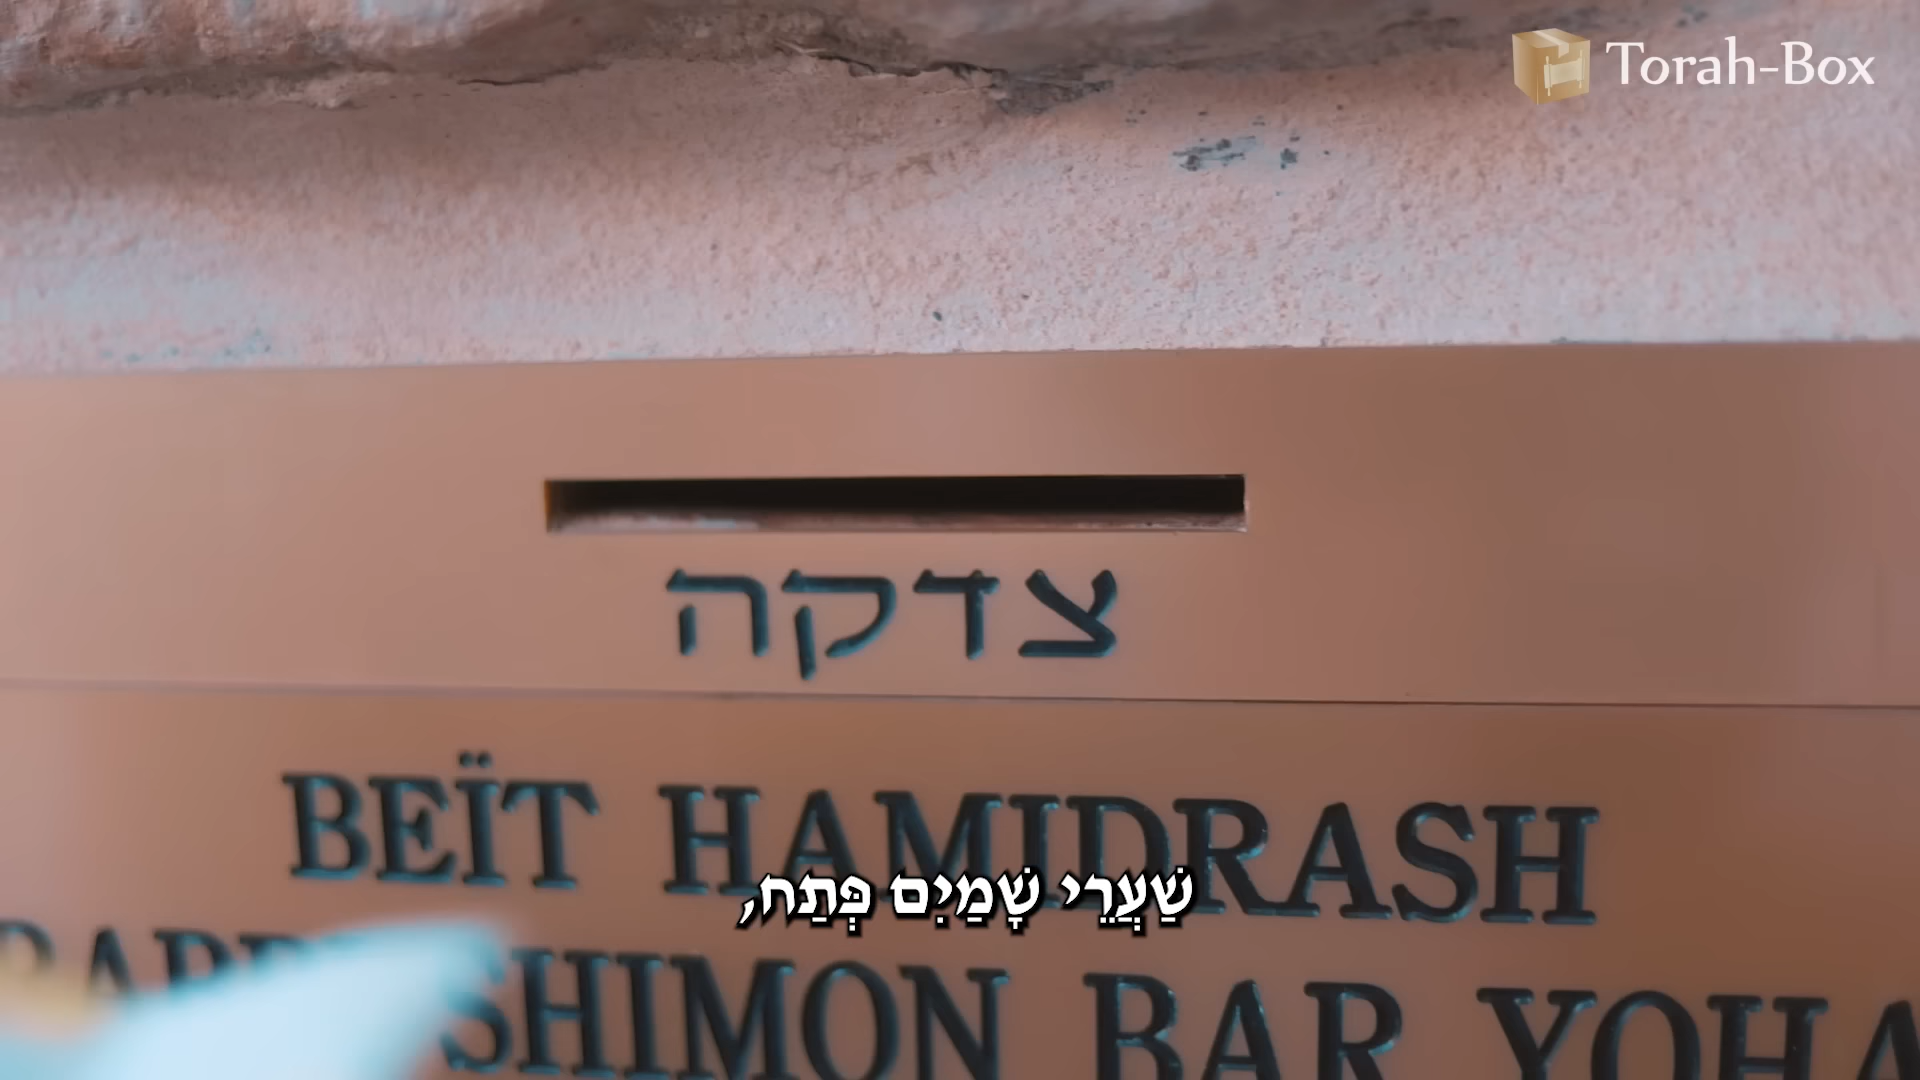 Torah-Box
צדקה
BEÏT HAMIDRASH
שַׁעֲרֵי שָׁמַיִם פְּתַח,
SHIMON BAR